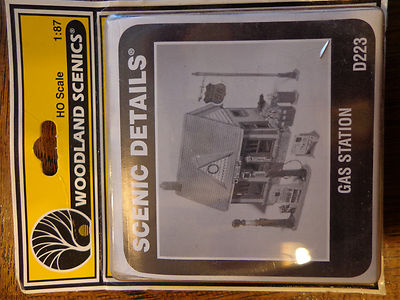 HO Scale 1:87
WOODLAND SCENICS®
SCENIC DETAILS®
GAS STATION
D223